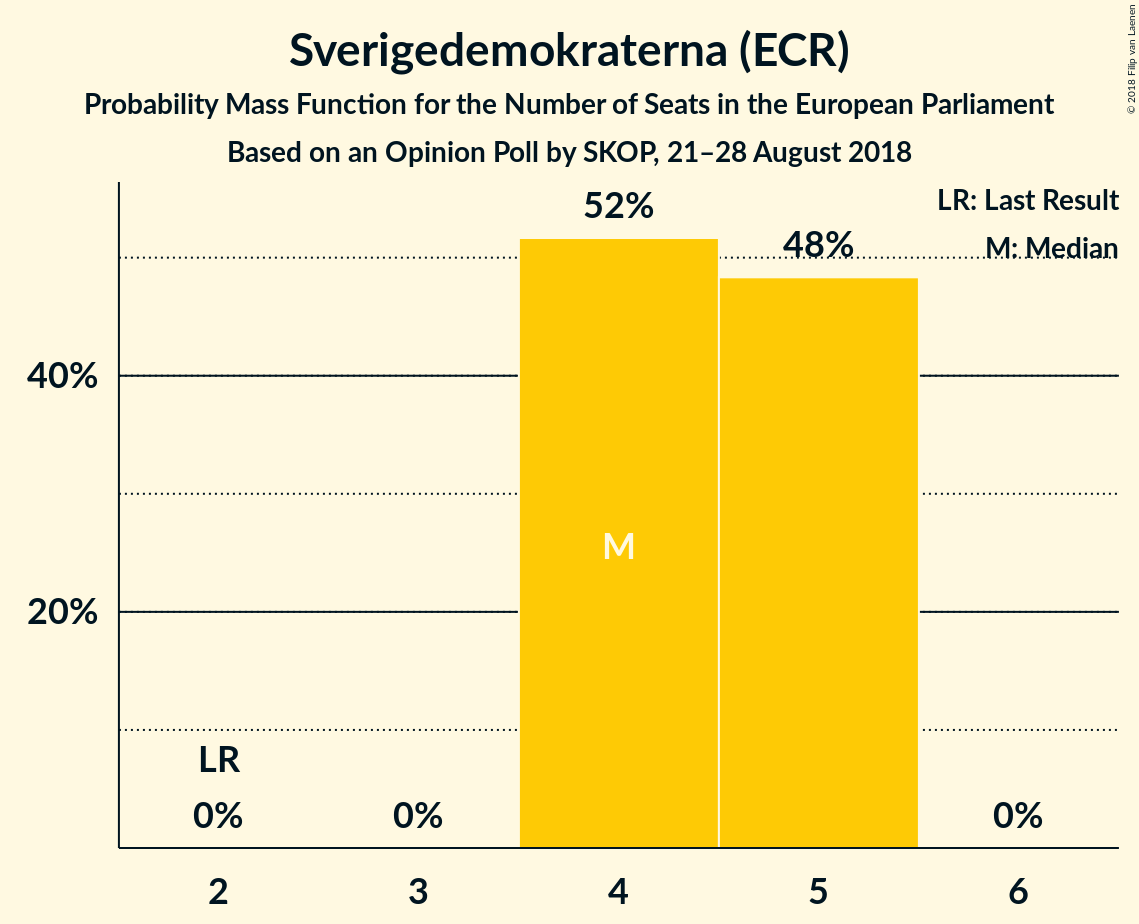 Sverigedemokraterna (ECR)
Probability Mass Function for the Number of Seats in the European Parliament
Based on an Opinion Poll by SKOP, 21–28 August 2018
© 2018 Filip van Laenen
LR: Last Result
M: Median
52%
48%
40%
20%
M
LR
0%
0%
0%
2
3
4
5
6